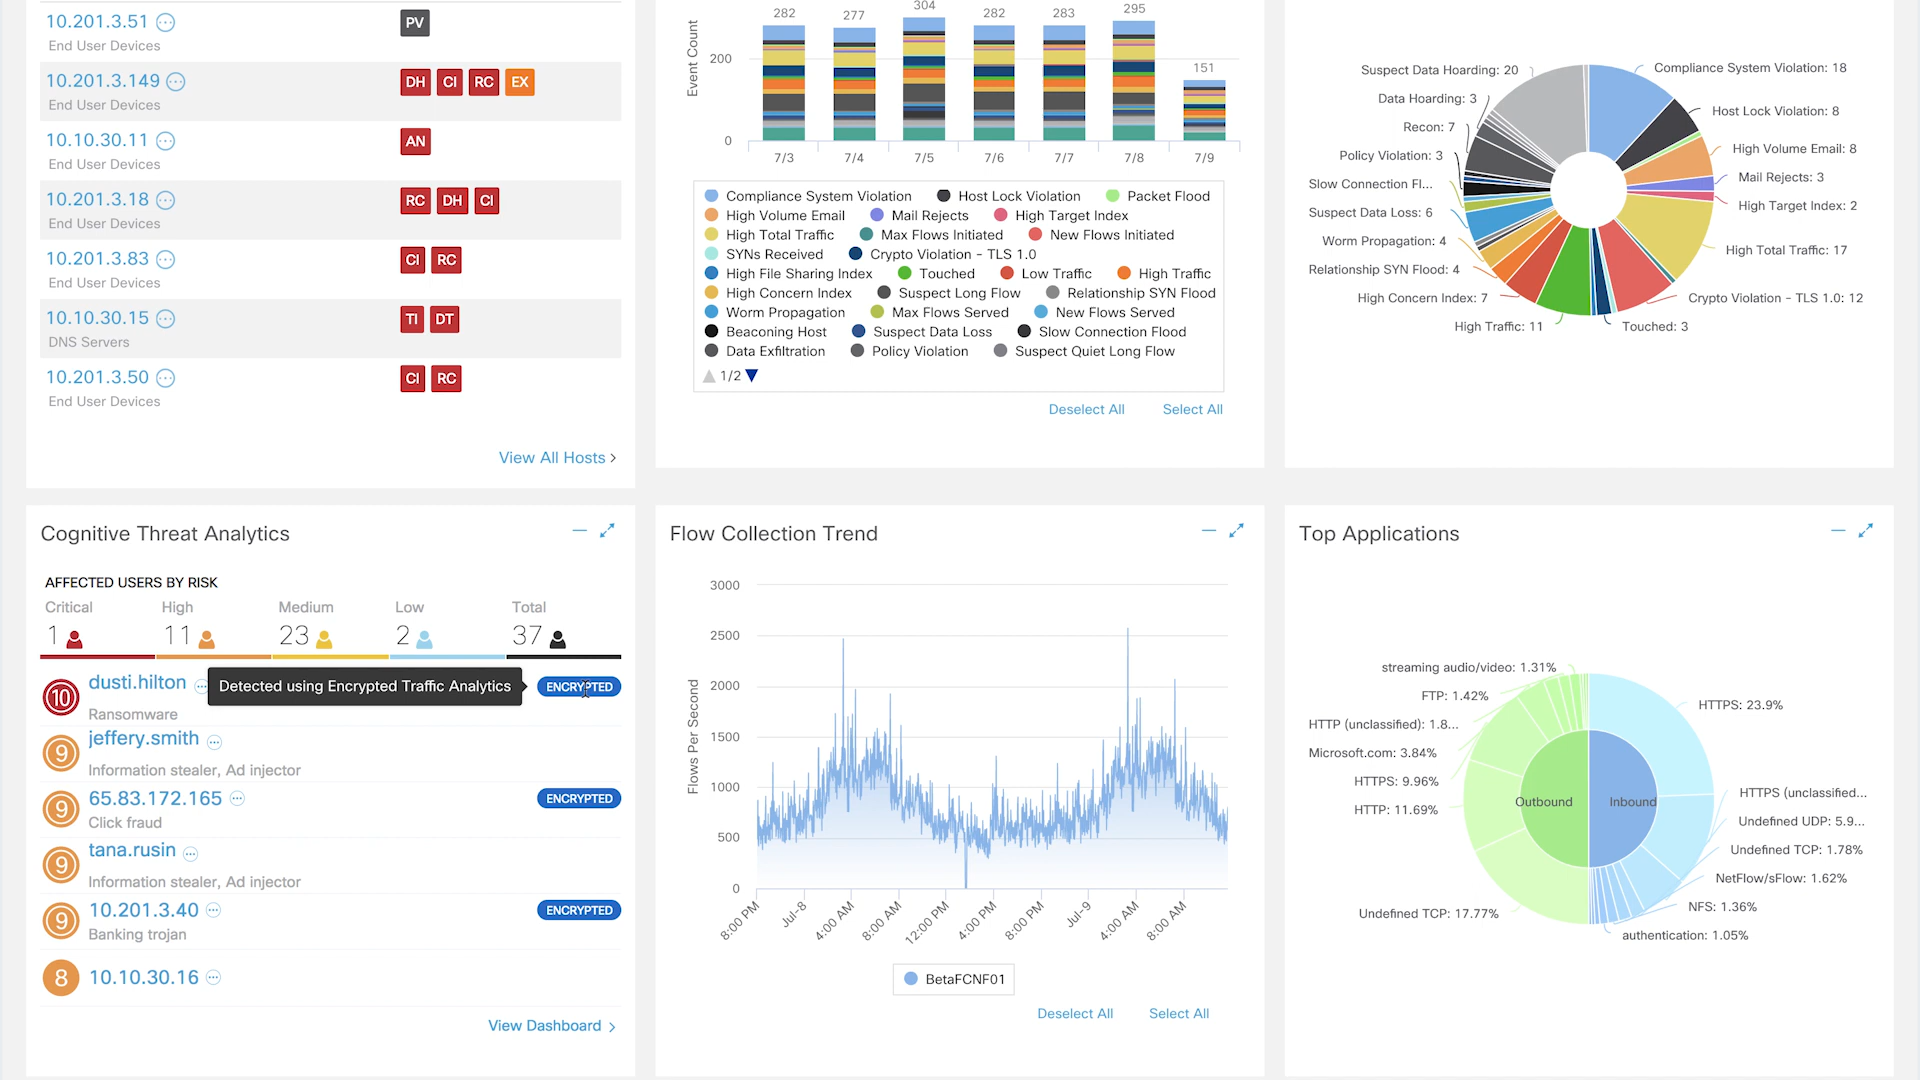 10.201.3.51
PV
End User Devices
10.201.3.149
DH CI RC EX
End User Devices
10.10.30.11
AN
End User Devices
10.201.3.18
RC DH CI
End User Devices
10.201.3.83
CI RC
End User Devices
10.10.30.15
TI DT
DNS Servers
10.201.3.50
CI RC
End User Devices
View All Hosts >
Event Count
282 277 304 282 283 295 151
200
0
7/3 7/4 7/5 7/6 7/7 7/8 7/9
Compliance System Violation Host Lock Violation Packet Flood
High Volume Email Mail Rejects High Target Index
High Total Traffic Max Flows Initiated New Flows Initiated
SYNs Received Crypto Violation - TLS 1.0
High File Sharing Index Touched Low Traffic High Traffic
High Concern Index Suspect Long Flow Relationship SYN Flood
Worm Propagation Max Flows Served New Flows Served
Beaconing Host Suspect Data Loss Slow Connection Flood
Data Exfiltration Policy Violation Suspect Quiet Long Flow
1/2
Deselect All Select All
Suspect Data Hoarding: 20
Data Hoarding: 3
Recon: 7
Policy Violation: 3
Slow Connection Fl...
Suspect Data Loss: 6
Worm Propagation: 4
Relationship SYN Flood: 4
High Concern Index: 7
High Traffic: 11
Compliance System Violation: 18
Host Lock Violation: 8
High Volume Email: 8
Mail Rejects: 3
High Target Index: 2
High Total Traffic: 17
Crypto Violation - TLS 1.0: 12
Touched: 3
Cognitive Threat Analytics
AFFECTED USERS BY RISK
Critical High Medium Low Total
1 11 23 2 37
10 dusti.hilton
Detected using Encrypted Traffic Analytics
ENCRYPTED
Ransomware
9 jeffery.smith
Information stealer, Ad injector
9 65.83.172.165
ENCRYPTED
Click fraud
9 tana.rusin
Information stealer, Ad injector
9 10.201.3.40
ENCRYPTED
Banking trojan
8 10.10.30.16
View Dashboard >
Flow Collection Trend
Flows Per Second
3000
2500
2000
1500
1000
500
0
8:00 PM Jul-8 4:00 AM 8:00 AM 12:00 PM 4:00 PM 8:00 PM Jul-9 4:00 AM 8:00 AM
BetaFCNF01
Deselect All Select All
Top Applications
streaming audio/video: 1.31%
FTP: 1.42%
HTTP (unclassified): 1.8...
Microsoft.com: 3.84%
HTTPS: 9.96%
HTTP: 11.69%
Undefined TCP: 17.77%
Outbound Inbound
HTTPS: 23.9%
HTTPS (unclassified...
Undefined UDP: 5.9...
Undefined TCP: 1.78%
NetFlow/sFlow: 1.62%
NFS: 1.36%
authentication: 1.05%